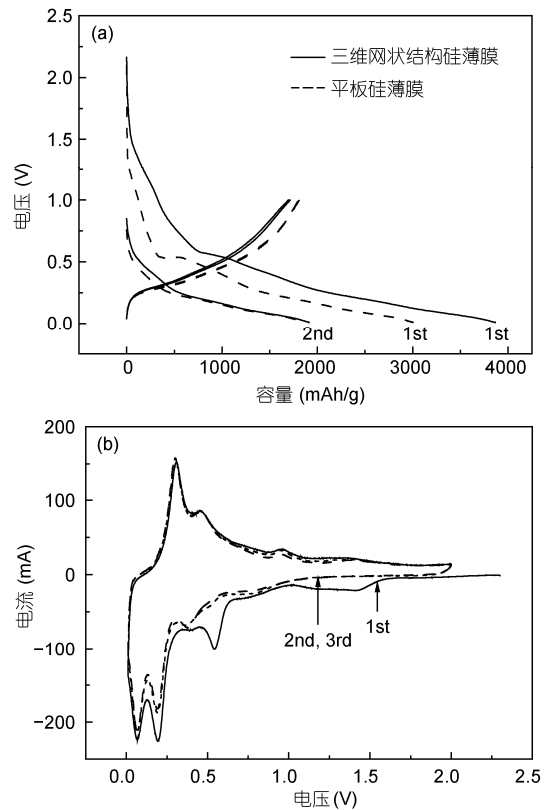 (a)
三维网状结构硅薄膜
平板硅薄膜
2.5
2.0
1.5
1.0
0.5
0.0
电压 (V)
2nd 1st 1st
0 1000 2000 3000 4000
容量 (mAh/g)
(b)
200
100
0
−100
−200
电流 (mA)
2nd, 3rd 1st
0.0 0.5 1.0 1.5 2.0 2.5
电压 (V)